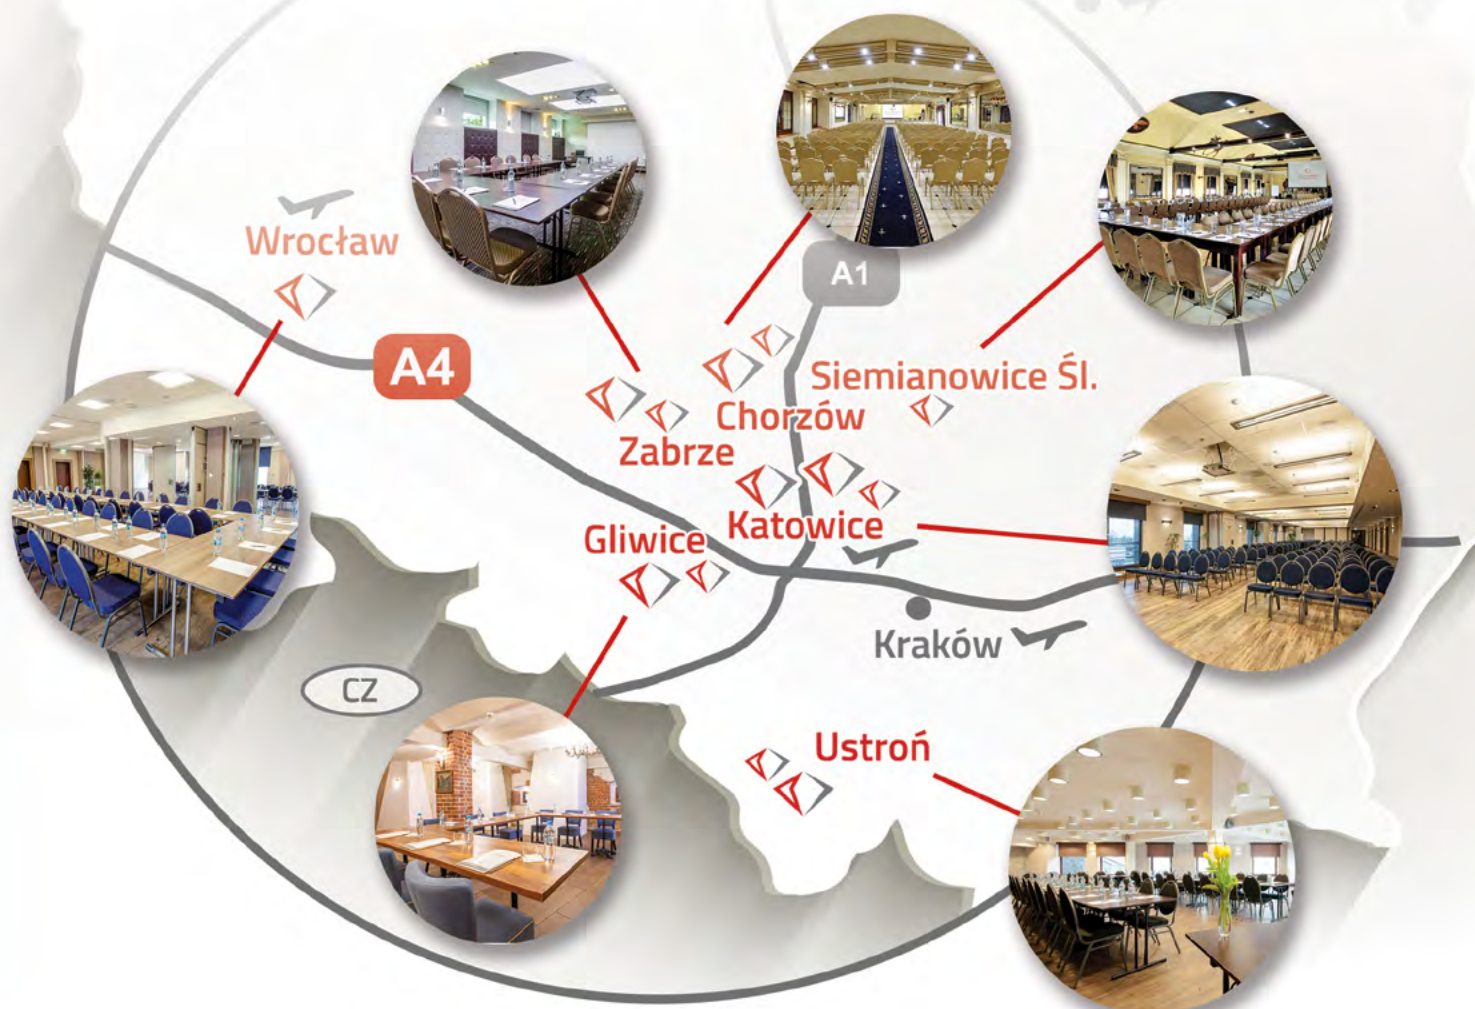 Wrocław
A1
A4
Siemianowice Śl.
Chorzów
Zabrze
Katowice
Gliwice
Kraków
CZ
Ustroń